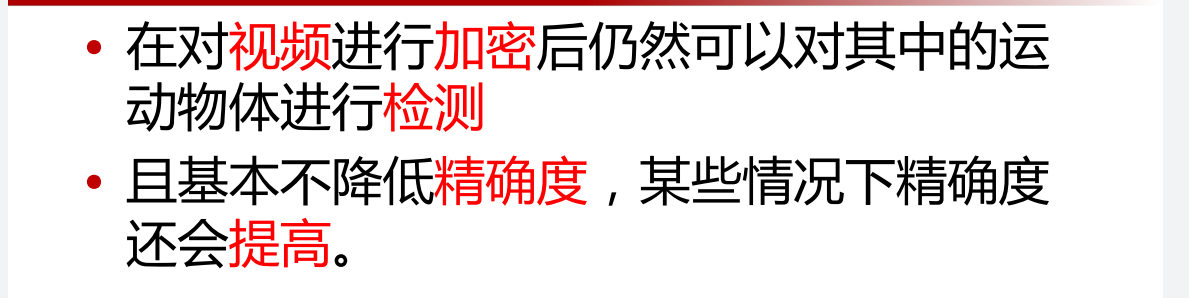 • 在对视频进行加密后仍然可以对其中的运
动物体进行检测
• 且基本不降低精确度，某些情况下精确度
还会提高。